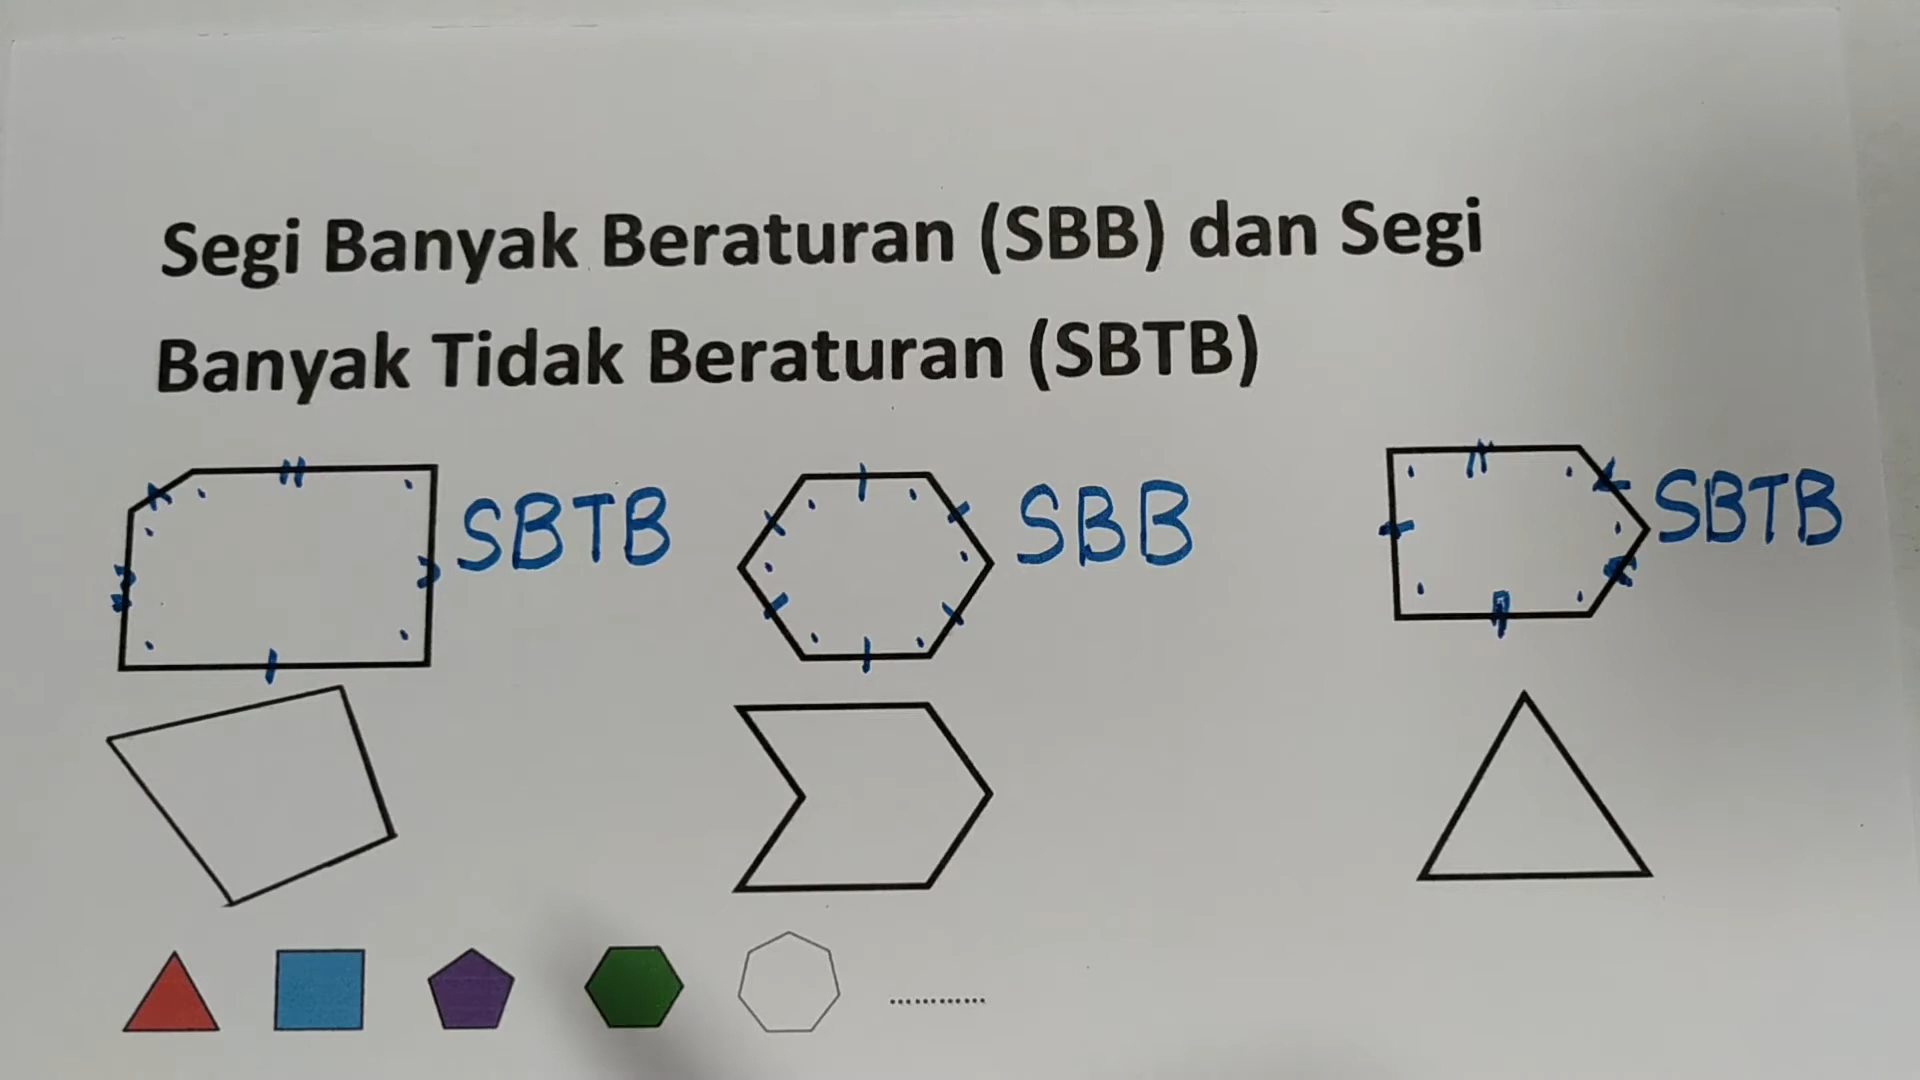 Segi Banyak Beraturan (SBB) dan Segi
Banyak Tidak Beraturan (SBTB)
SBTB
SBB
SBTB
............